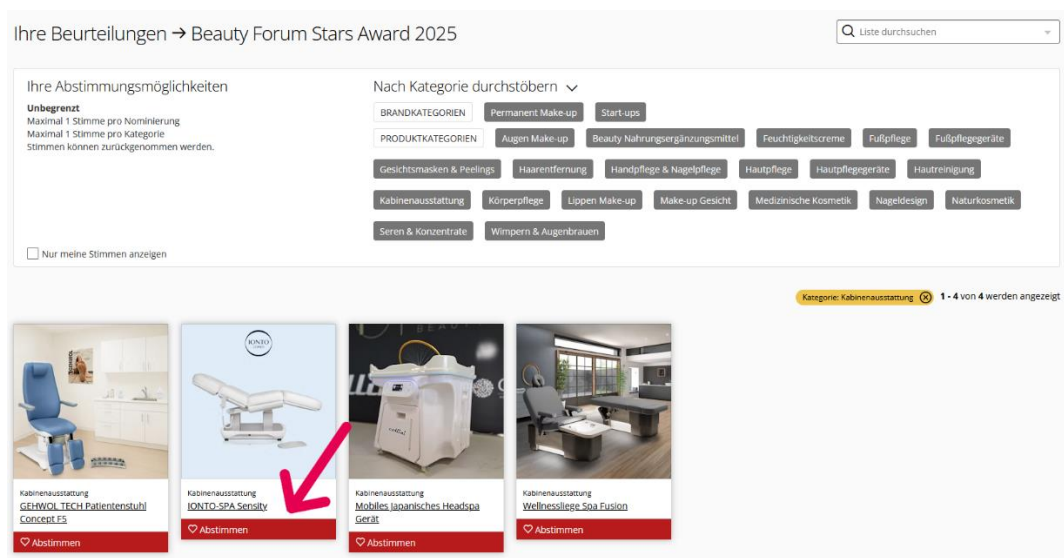 Ihre Beurteilungen → Beauty Forum Stars Award 2025
Liste durchsuchen
Ihre Abstimmungsmöglichkeiten
Unbegrenzt
Maximal 1 Stimme pro Nominierung
Maximal 1 Stimme pro Kategorie
Stimmen können zurückgenommen werden.
Nur meine Stimmen anzeigen
Nach Kategorie durchstöbern
BRANDKATEGORIEN Permanent Make-up Start-ups
PRODUKTKATEGORIEN Augen Make-up Beauty Nahrungsergänzungsmittel Feuchtigkeitscreme Fußpflege Fußpflegegeräte
Gesichtsmasken & Peelings Haarentfernung Handpflege & Nagelpflege Hautpflege Hautpflegegeräte Hautreinigung
Kabinenausstattung Körperpflege Lippen Make-up Make-up Gesicht Medizinische Kosmetik Nageldesign Naturkosmetik
Seren & Konzentrate Wimpern & Augenbrauen
Kategorie: Kabinenausstattung 1 - 4 von 4 werden angezeigt
IONTO
BEAUTY
Kabinenausstattung
GEHWOL TECH Patientenstuhl
Concept F5
Abstimmen
Kabinenausstattung
IONTO-SPA Sensity
Abstimmen
Kabinenausstattung
Mobiles Japanisches Headspa
Gerät
Abstimmen
Kabinenausstattung
Wellnessliege Spa Fusion
Abstimmen